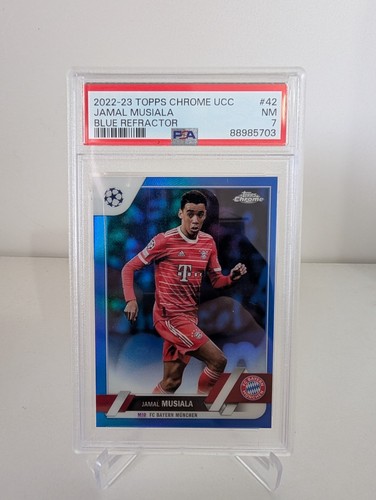 2022-23 TOPPS CHROME UCC #42
JAMAL MUSIALA NM
BLUE REFRACTOR PSA 7
88985703
Topps
Chrome
T
JAMAL MUSIALA
MID FC BAYERN MÜNCHEN